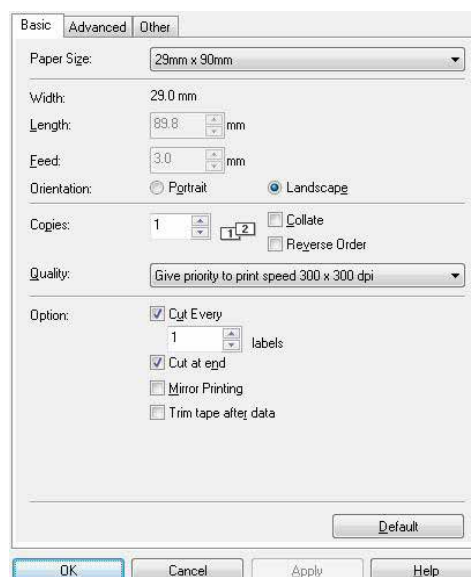 Basic Advanced Other
Paper Size: 29mm x 90mm
Width: 29.0 mm
Length: 89.8 mm
Feed: 3.0 mm
Orientation: Portrait Landscape
Copies: 1 1 2 Collate
Reverse Order
Quality: Give priority to print speed 300 x 300 dpi
Option: Cut Every
1 labels
Cut at end
Mirror Printing
Trim tape after data
Default
OK Cancel Apply Help